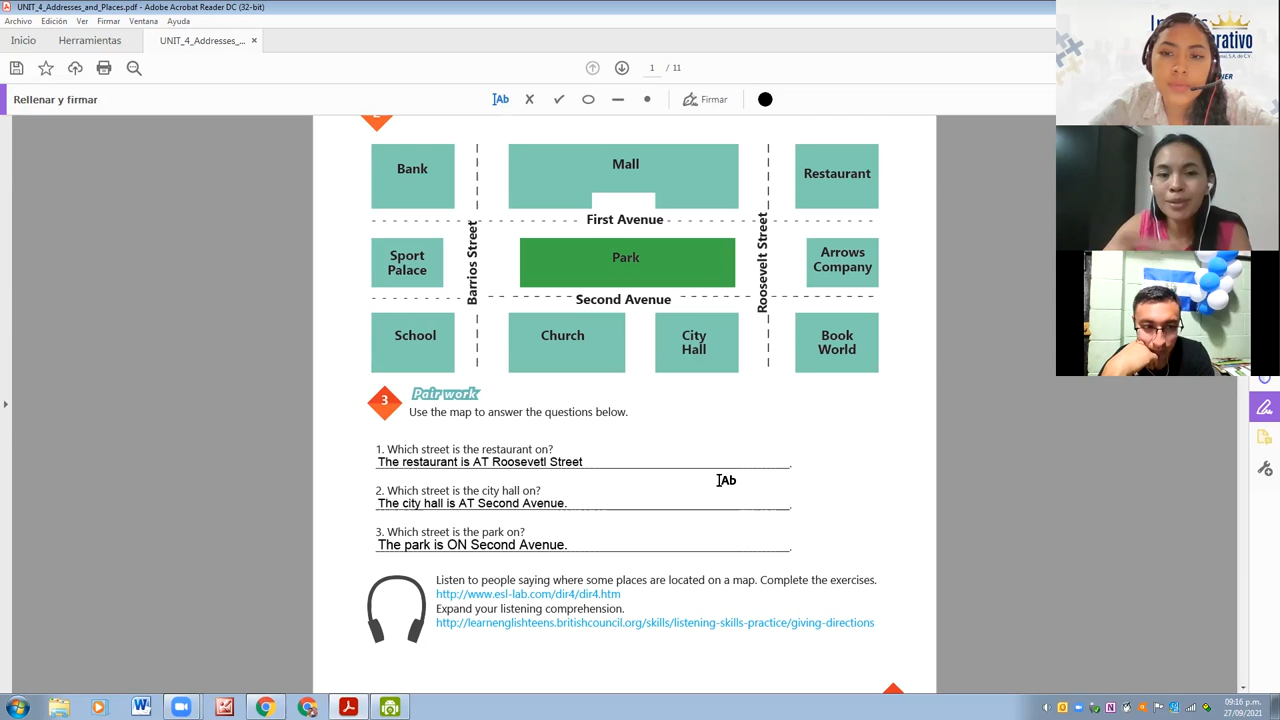 UNIT_4_Addresses_and_Places.pdf - Adobe Acrobat Reader DC (32-bit)
Archivo Edición Ver Firmar Ventana Ayuda
Inicio Herramientas UNIT_4_Addresses_... ×
1 / 11
Rellenar y firmar
Ab Firmar
Bank Mall Restaurant
First Avenue
Barrios Street
Roosevelt Street
Sport
Palace
Park
Arrows
Company
Second Avenue
School Church City
Hall
Book
World
3 Pair work
Use the map to answer the questions below.
1. Which street is the restaurant on?
The restaurant is AT Roosevetl Street
Ab
2. Which street is the city hall on?
The city hall is AT Second Avenue.
3. Which street is the park on?
The park is ON Second Avenue.
Listen to people saying where some places are located on a map. Complete the exercises.
http://www.esl-lab.com/dir4/dir4.htm
Expand your listening comprehension.
http://learnenglishteens.britishcouncil.org/skills/listening-skills-practice/giving-directions
09:16 p.m.
27/09/2021